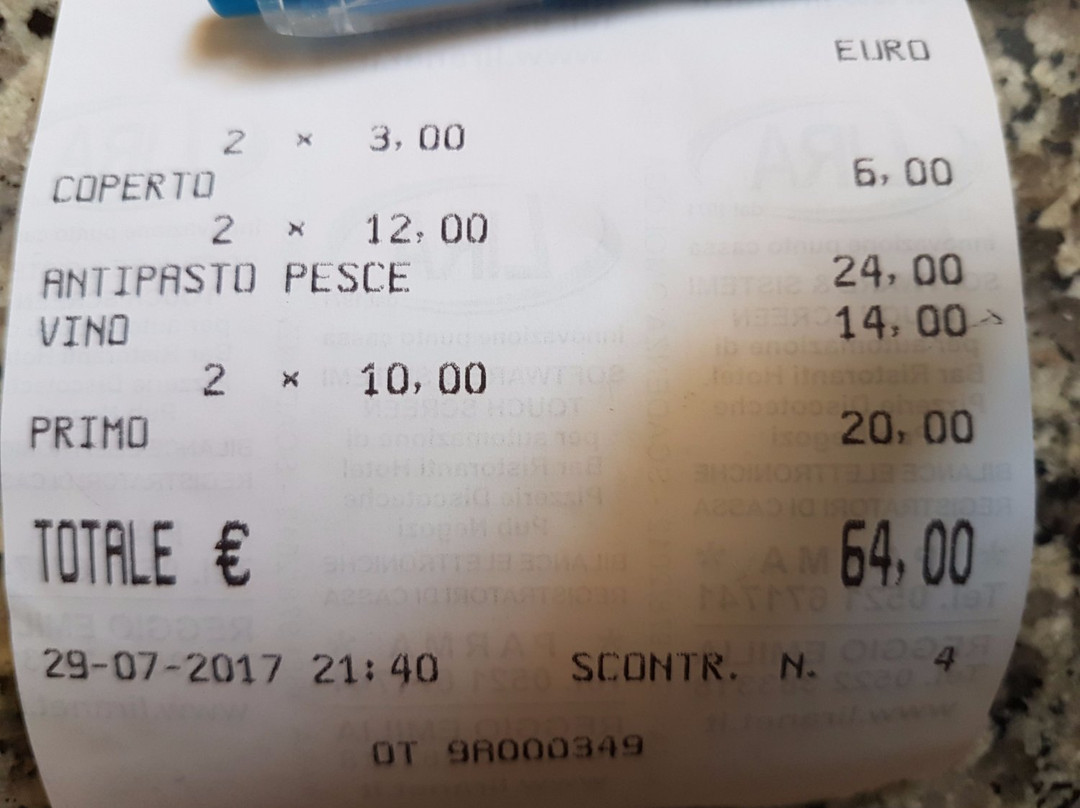 EURO
2 × 3,00
COPERTO 6,00
2 × 12,00
ANTIPASTO PESCE 24,00
VINO 14,00
2 × 10,00
PRIMO 20,00
TOTALE € 64,00
29-07-2017 21:40 SCONTR. N. 4
OT 9A000349